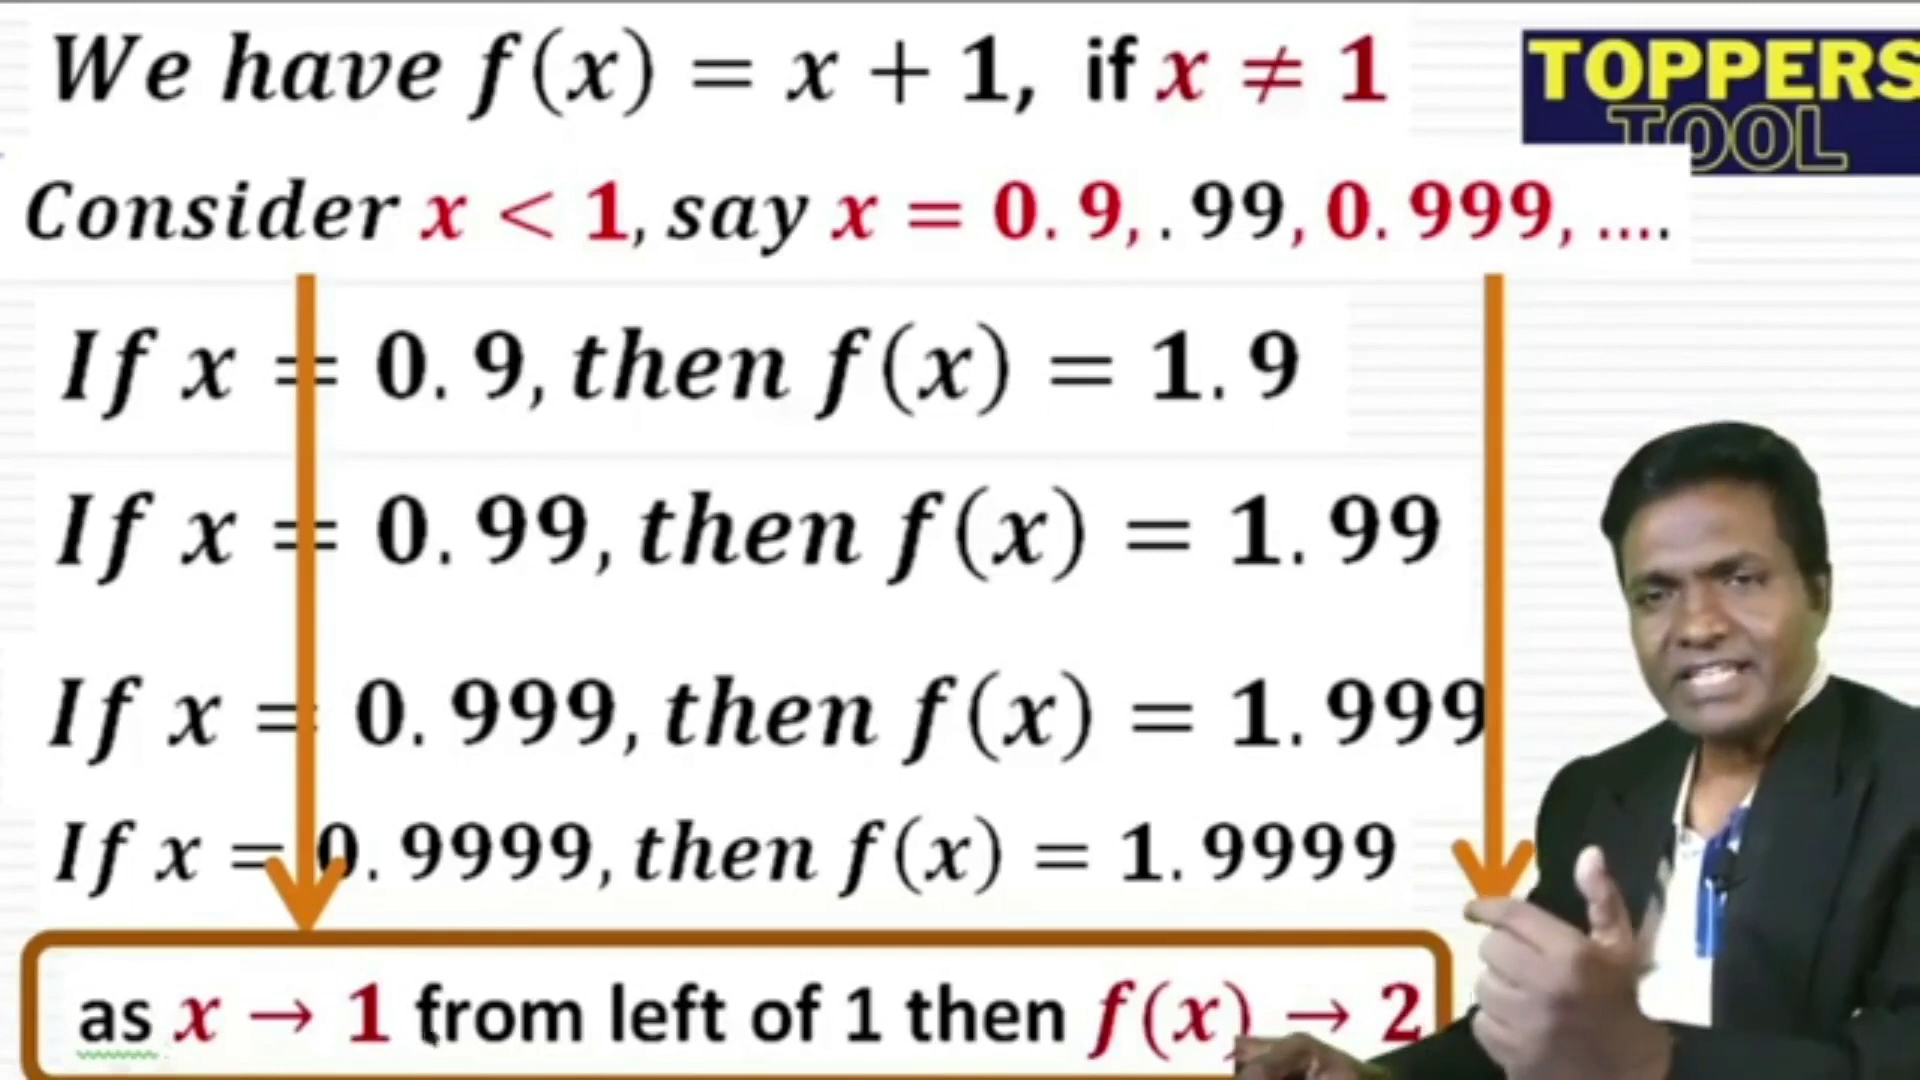 We have f(x) = x + 1, if x ≠ 1
TOPPERS
TOOL
Consider x < 1, say x = 0.9, .99, 0.999, ....
If x = 0.9, then f(x) = 1.9
If x = 0.99, then f(x) = 1.99
If x = 0.999, then f(x) = 1.999
If x = 0.9999, then f(x) = 1.9999
as x → 1 from left of 1 then f(x) → 2